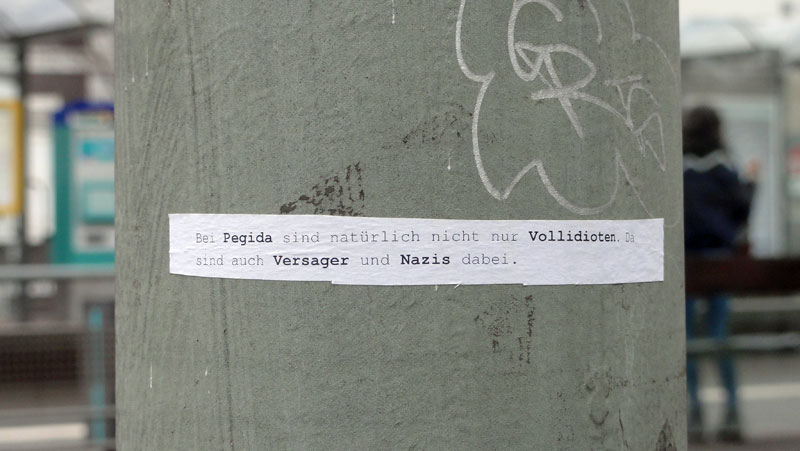 Bei Pegida sind natürlich nicht nur Vollidioten. Da
sind auch Versager und Nazis dabei.